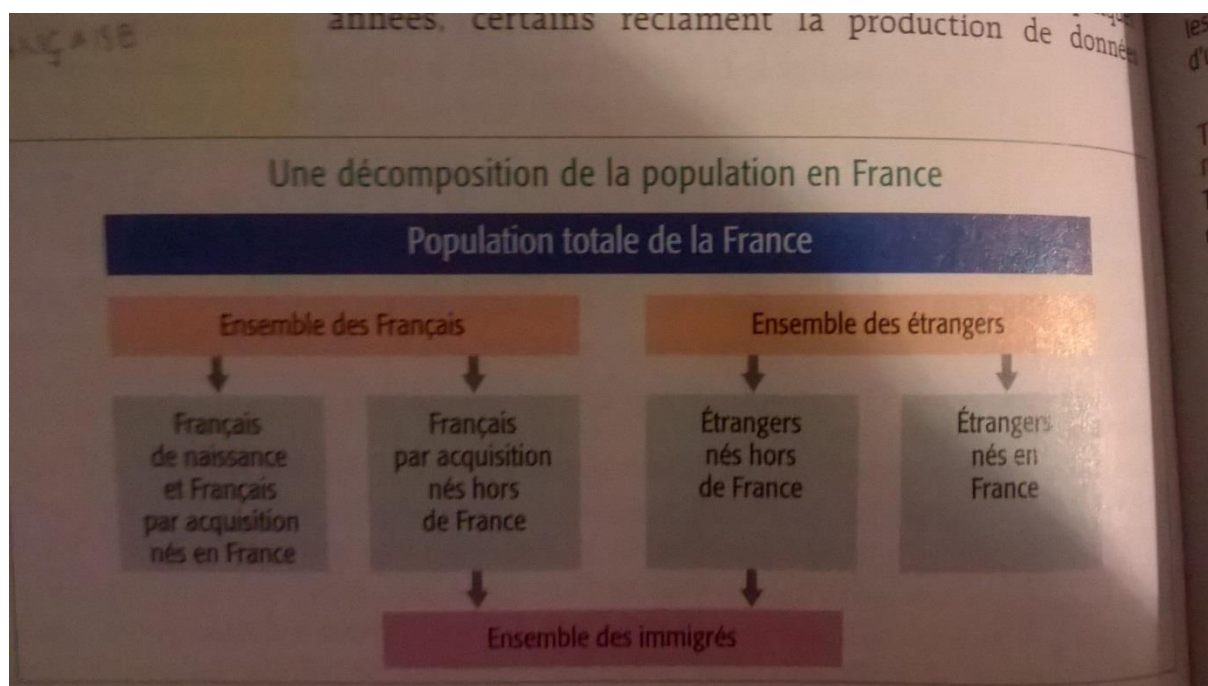 années, certains réclament la production de données
Une décomposition de la population en France
Population totale de la France
Ensemble des Français
Ensemble des étrangers
Français
de naissance
et Français
par acquisition
nés en France
Français
par acquisition
nés hors
de France
Étrangers
nés hors
de France
Étrangers
nés en
France
Ensemble des immigrés
les